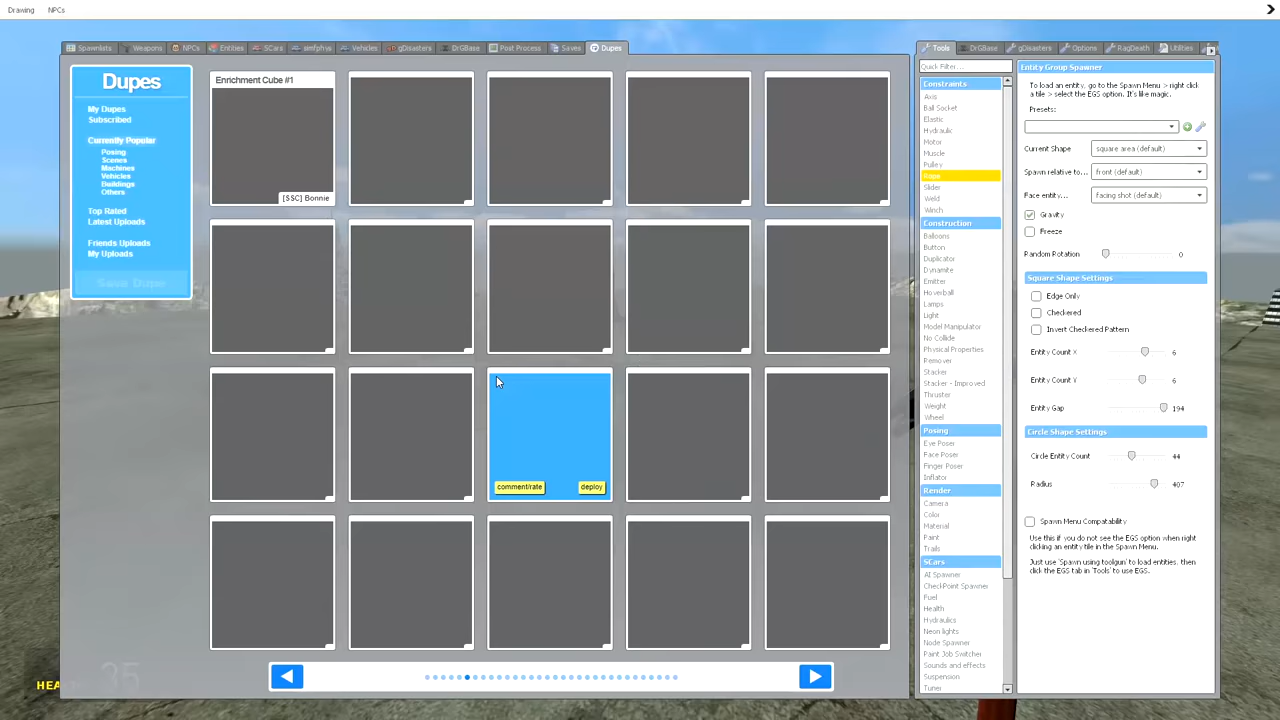 Drawing NPCs
Spawnlists Weapons NPCs Entities SCars simfphys Vehicles gDisasters DrGBase Post Process Saves Dupes
Tools DrGBase gDisasters Options RagDeath Utilities
Dupes
My Dupes
Subscribed
Currently Popular
Posing
Scenes
Machines
Vehicles
Buildings
Others
Top Rated
Latest Uploads
Friends Uploads
My Uploads
Save Dupe
Enrichment Cube #1
[SSC] Bonnie
comment/rate deploy
Quick Filter...
Constraints
Axis
Ball Socket
Elastic
Hydraulic
Motor
Muscle
Pulley
Rope
Slider
Weld
Winch
Construction
Balloons
Button
Duplicator
Dynamite
Emitter
Hoverball
Lamps
Light
Model Manipulator
No Collide
Physical Properties
Remover
Stacker
Stacker - Improved
Thruster
Weight
Wheel
Posing
Eye Poser
Face Poser
Finger Poser
Inflator
Render
Camera
Color
Material
Paint
Trails
SCars
AI Spawner
CheckPoint Spawner
Fuel
Health
Hydraulics
Neon lights
Node Spawner
Paint Job Switcher
Sounds and effects
Suspension
Tuner
Entity Group Spawner
To load an entity, go to the Spawn Menu > right click
a tile > select the EGS option. It's like magic.
Presets:
Current Shape square area (default)
Spawn relative to... front (default)
Face entity... facing shot (default)
Gravity
Freeze
Random Rotation 0
Square Shape Settings
Edge Only
Checkered
Invert Checkered Pattern
Entity Count X 6
Entity Count Y 6
Entity Gap 194
Circle Shape Settings
Circle Entity Count 44
Radius 407
Spawn Menu Compatability
Use this if you do not see the EGS option when right
clicking an entity tile in the Spawn Menu.
Just use 'Spawn using toolgun' to load entities, then
click the EGS tab in 'Tools' to use EGS.
HEA 35